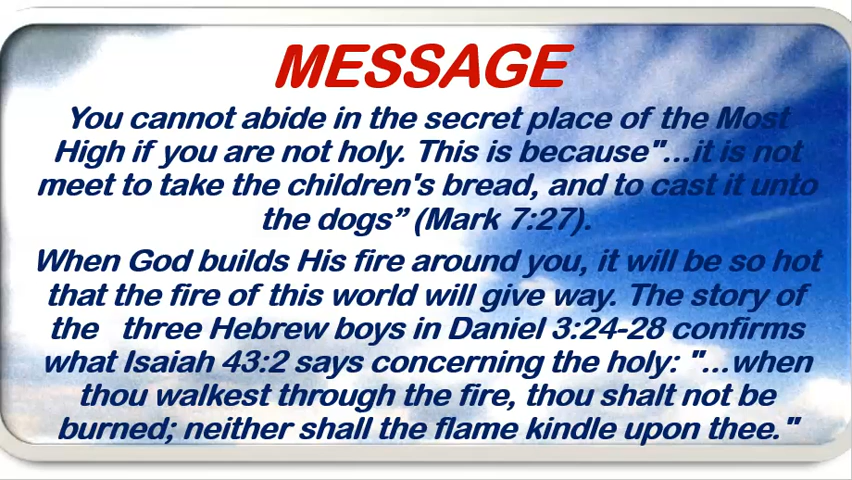 MESSAGE
You cannot abide in the secret place of the Most
High if you are not holy. This is because"...it is not
meet to take the children's bread, and to cast it unto
the dogs” (Mark 7:27).
When God builds His fire around you, it will be so hot
that the fire of this world will give way. The story of
the three Hebrew boys in Daniel 3:24-28 confirms
what Isaiah 43:2 says concerning the holy: "...when
thou walkest through the fire, thou shalt not be
burned; neither shall the flame kindle upon thee."